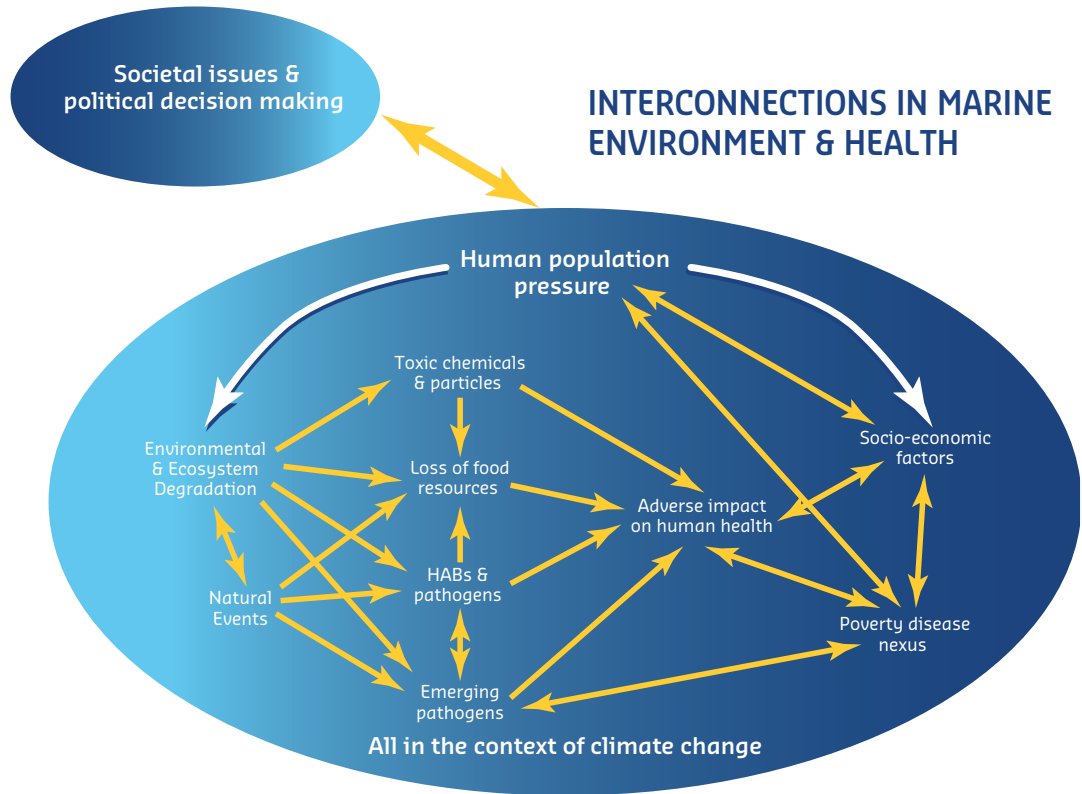 Societal issues &
political decision making
INTERCONNECTIONS IN MARINE
ENVIRONMENT & HEALTH
Human population
pressure
Toxic chemicals
& particles
Environmental
& Ecosystem
Degradation
Loss of food
resources
Socio-economic
factors
Adverse impact
on human health
HABs &
pathogens
Natural
Events
Poverty disease
nexus
Emerging
pathogens
All in the context of climate change